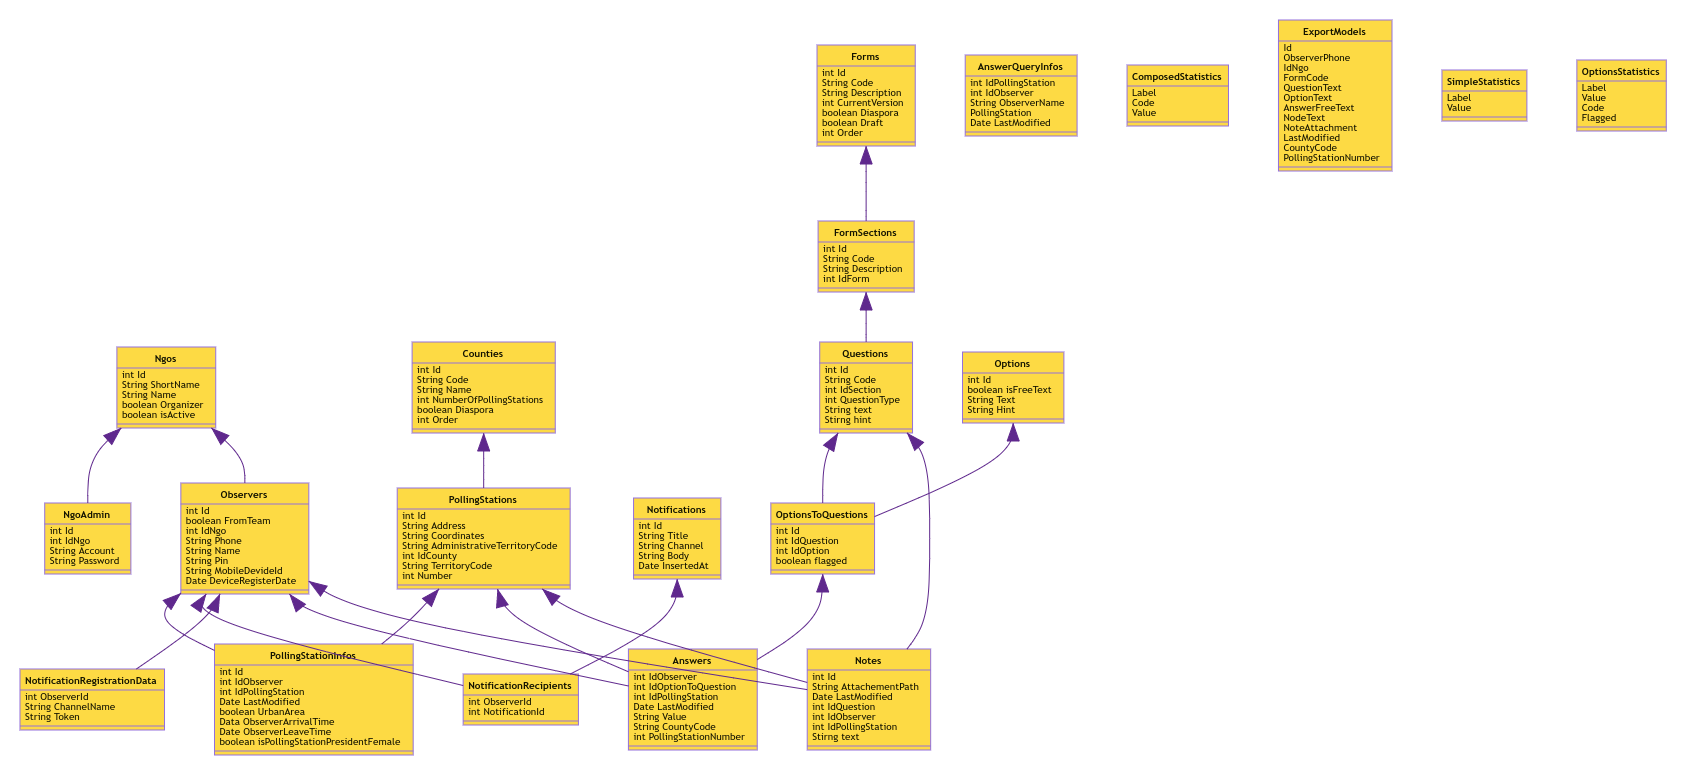 Forms
int Id
String Code
String Description
int CurrentVersion
boolean Diaspora
boolean Draft
int Order
AnswerQueryInfos
int IdPollingStation
int IdObserver
String ObserverName
PollingStation
Date LastModified
ComposedStatistics
Label
Code
Value
ExportModels
Id
ObserverPhone
IdNgo
FormCode
QuestionText
OptionText
AnswerFreeText
NodeText
NoteAttachment
LastModified
CountyCode
PollingStationNumber
SimpleStatistics
Label
Value
OptionsStatistics
Label
Value
Code
Flagged
FormSections
int Id
String Code
String Description
int IdForm
Ngos
int Id
String ShortName
String Name
boolean Organizer
boolean isActive
Counties
int Id
String Code
String Name
int NumberOfPollingStations
boolean Diaspora
int Order
Questions
int Id
String Code
int IdSection
int QuestionType
String text
Stirng hint
Options
int Id
boolean isFreeText
String Text
String Hint
NgoAdmin
int Id
int IdNgo
String Account
String Password
Observers
int Id
boolean FromTeam
int IdNgo
String Phone
String Name
String Pin
String MobileDevideId
Date DeviceRegisterDate
PollingStations
int Id
String Address
String Coordinates
String AdministrativeTerritoryCode
int IdCounty
String TerritoryCode
int Number
Notifications
int Id
String Title
String Channel
String Body
Date InsertedAt
OptionsToQuestions
int Id
int IdQuestion
int IdOption
boolean flagged
NotificationRegistrationData
int ObserverId
String ChannelName
String Token
PollingStationInfos
int Id
int IdObserver
int IdPollingStation
Date LastModified
boolean UrbanArea
Data ObserverArrivalTime
Date ObserverLeaveTime
boolean isPollingStationPresidentFemale
NotificationRecipients
int ObserverId
int NotificationId
Answers
int IdObserver
int IdOptionToQuestion
int IdPollingStation
Date LastModified
String Value
String CountyCode
int PollingStationNumber
Notes
int Id
String AttachementPath
Date LastModified
int IdQuestion
int IdObserver
int IdPollingStation
Stirng text